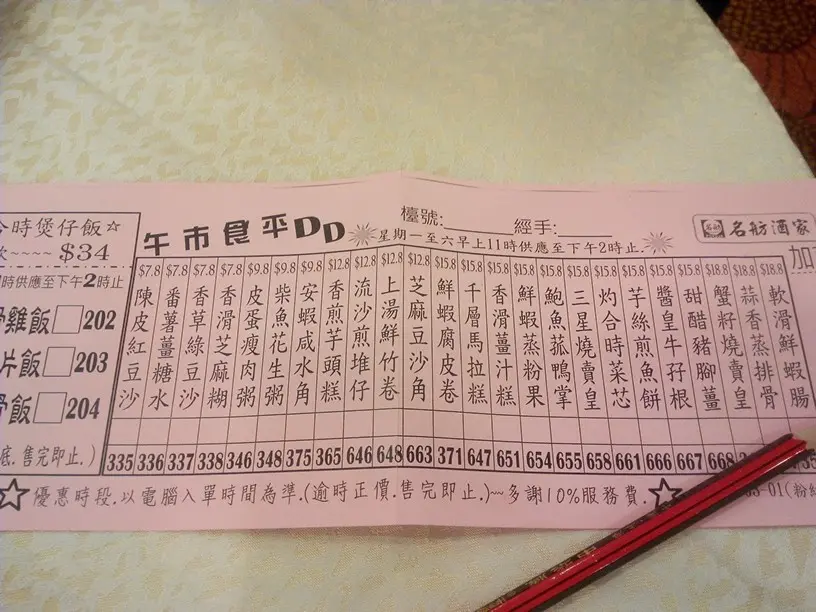 今時煲仔飯☆
$34
時供應至下午2時止
滑雞飯 202
片飯 203
骨飯 204
底.售完即止.)
午市食平DD
檯號:______ 經手:______
星期一至六早上11時供應至下午2時止.
名舫酒家
$7.8 $7.8 $7.8 $7.8 $9.8 $9.8 $9.8 $12.8 $12.8 $12.8 $12.8 $15.8 $15.8 $15.8 $15.8 $15.8 $15.8 $15.8 $15.8 $15.8 $15.8 $18.8 $18.8 $18.8
陳皮紅豆沙
番薯薑糖水
香草綠豆沙
香滑芝麻糊
皮蛋瘦肉粥
柴魚花生粥
安蝦咸水角
香煎芋頭糕
流沙煎堆仔
上湯鮮竹卷
芝麻豆沙角
鮮蝦腐皮卷
千層馬拉糕
香滑薑汁糕
鮮蝦蒸粉果
鮑魚菇鴨掌
三星燒賣皇
灼合時菜芯
芋絲煎魚餅
醬皇牛孖根
甜醋豬腳薑
蟹籽燒賣皇
蒜香蒸排骨
軟滑鮮蝦腸
335 336 337 338 346 348 375 365 646 648 663 371 647 651 654 655 658 661 666 667 668
加
☆優惠時段.以電腦入單時間為準.(逾時正價.售完即止.)~~多謝10%服務費.☆
-01(粉紅